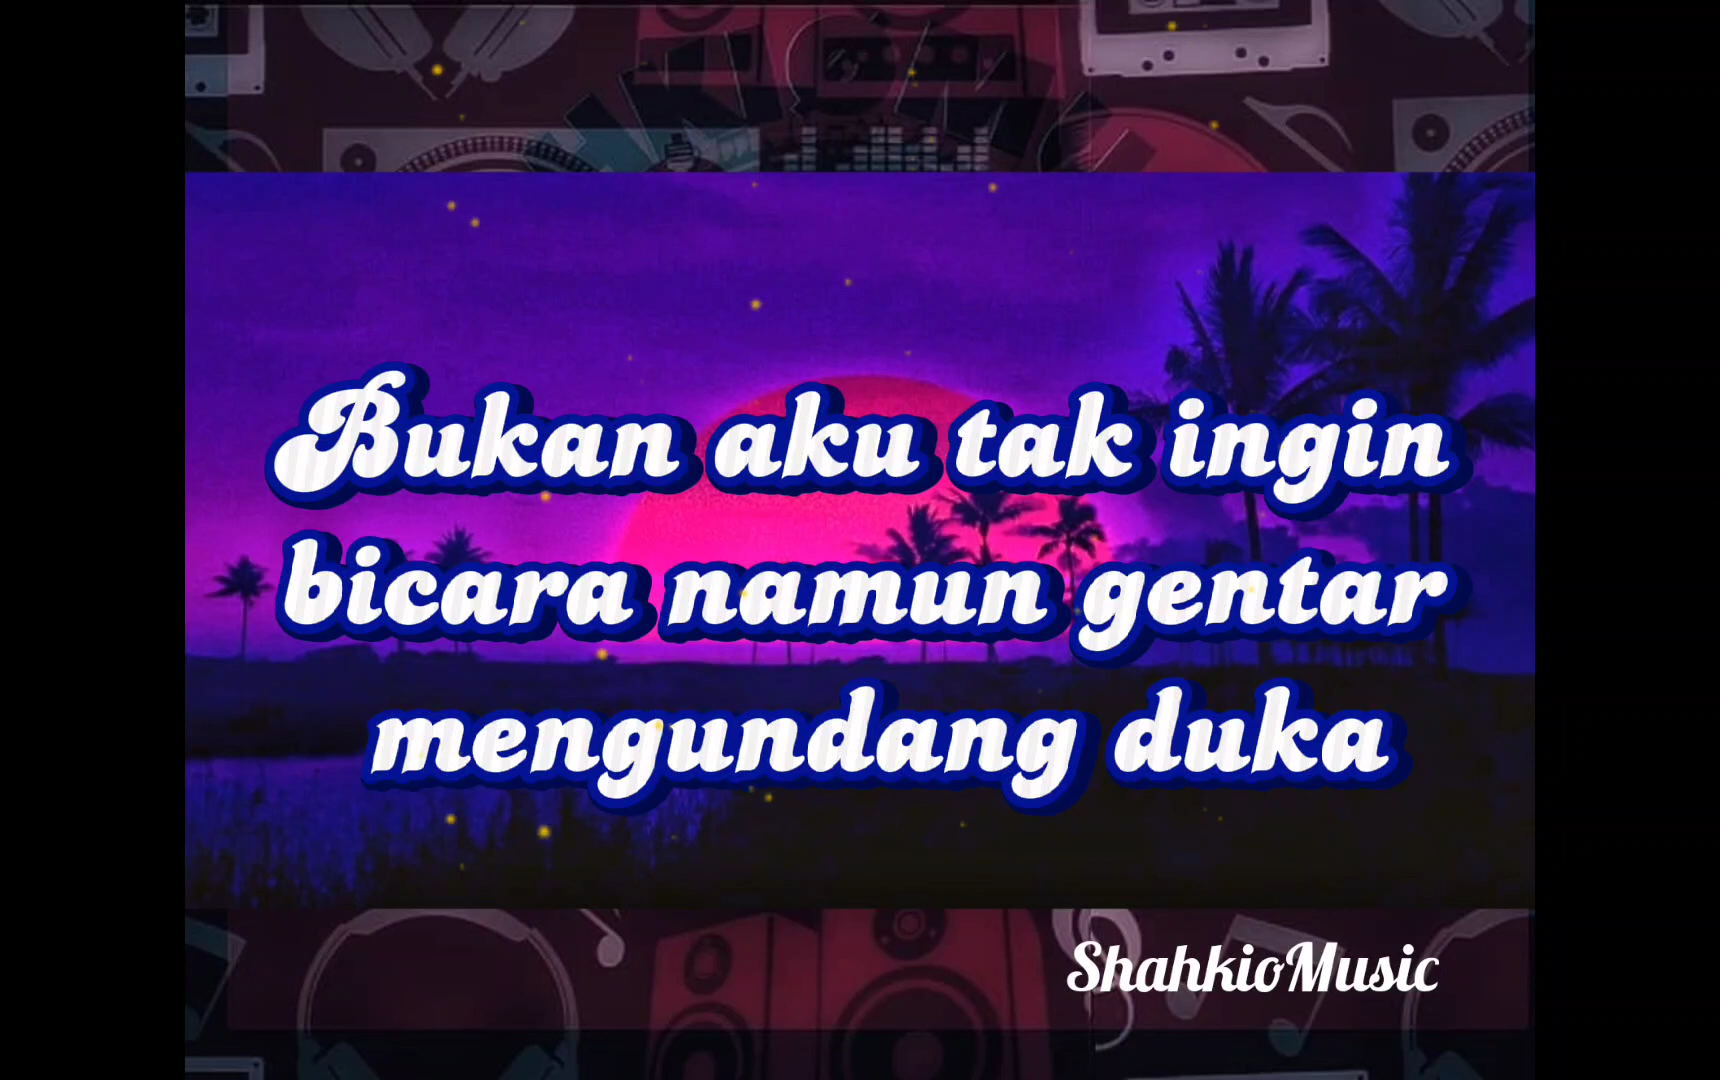 Bukan aku tak ingin
bicara namun gentar
mengundang duka
ShahkioMusic